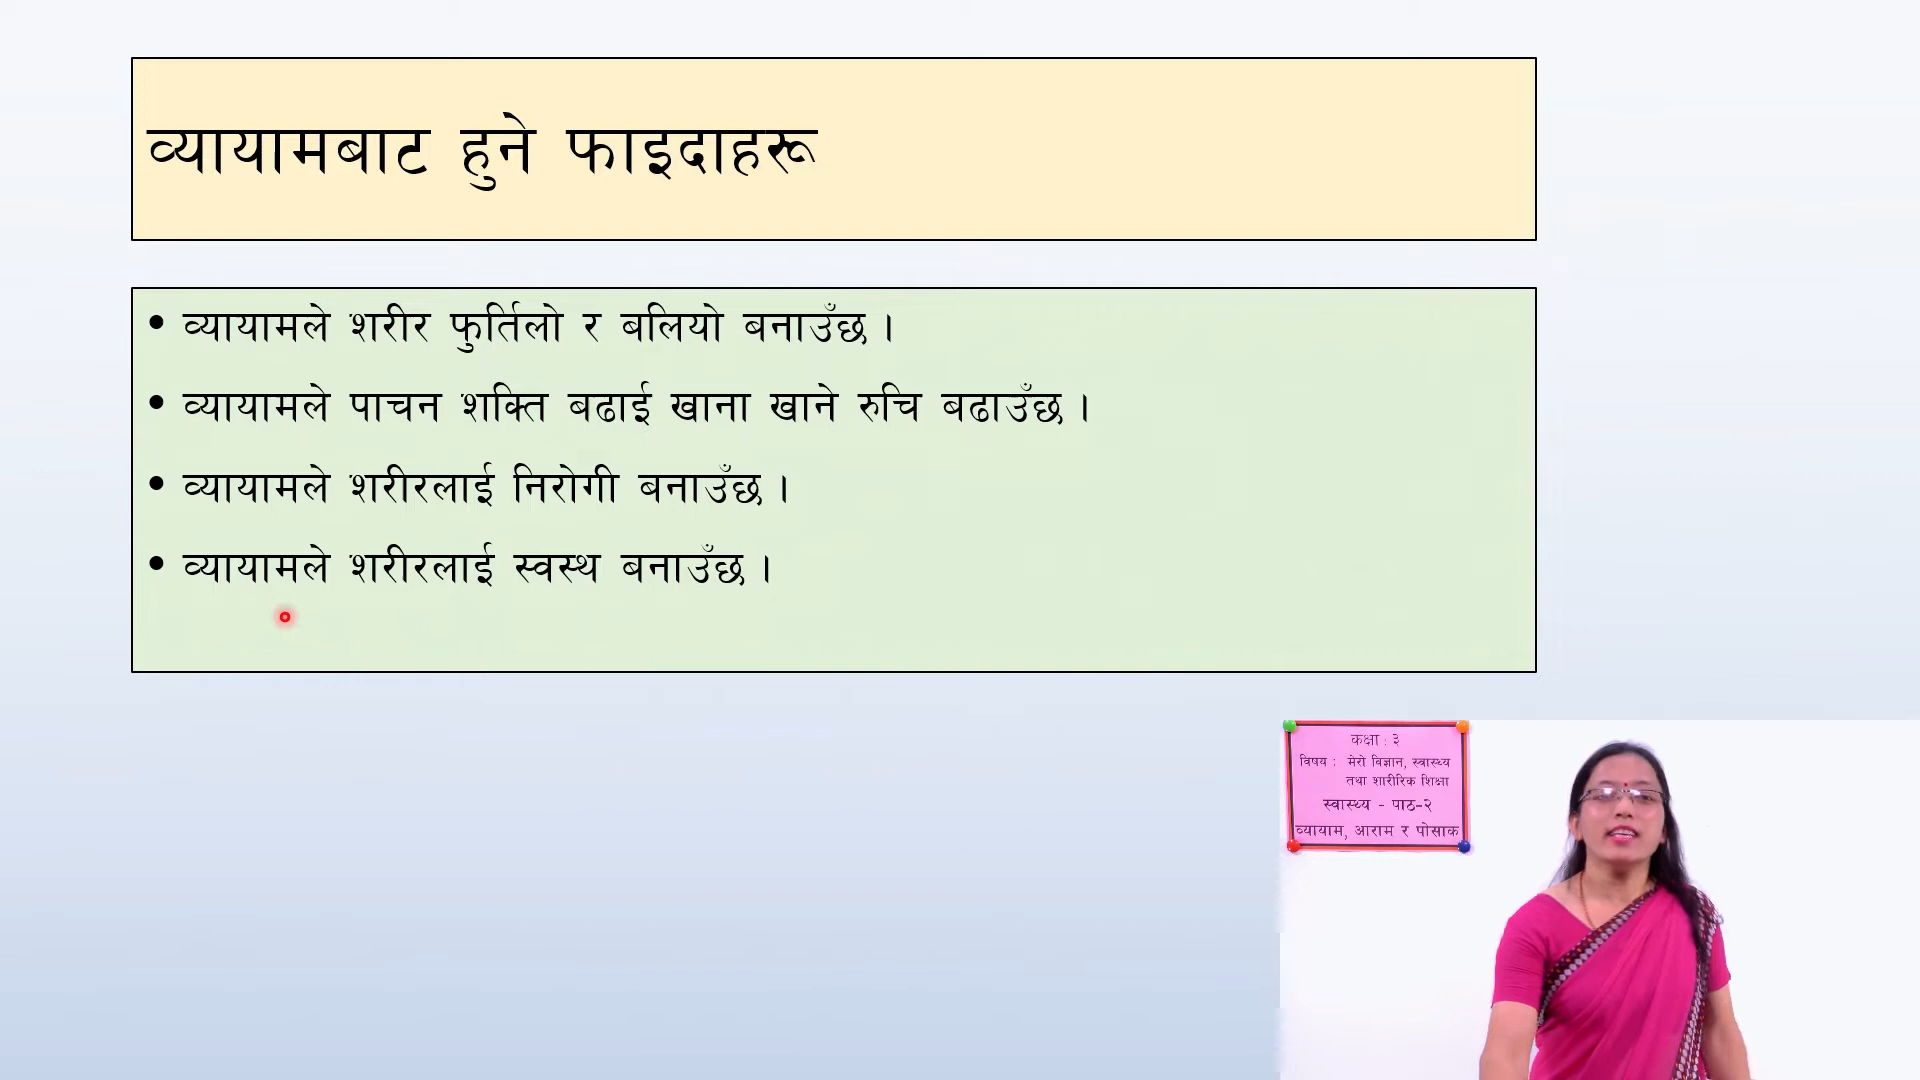 व्यायामबाट हुने फाइदाहरू
• व्यायामले शरीर फुर्तिलो र बलियो बनाउँछ ।
• व्यायामले पाचन शक्ति बढाई खाना खाने रुचि बढाउँछ ।
• व्यायामले शरीरलाई निरोगी बनाउँछ ।
• व्यायामले शरीरलाई स्वस्थ बनाउँछ ।
कक्षा : ३
विषय : मेरो विज्ञान, स्वास्थ्य
तथा शारीरिक शिक्षा
स्वास्थ्य - पाठ-२
व्यायाम, आराम र पोसाक